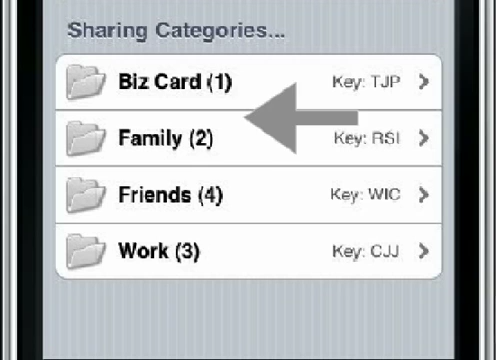 Sharing Categories...
Biz Card (1) Key: TJP
Family (2) Key: RSI
Friends (4) Key: WIC
Work (3) Key: CJJ